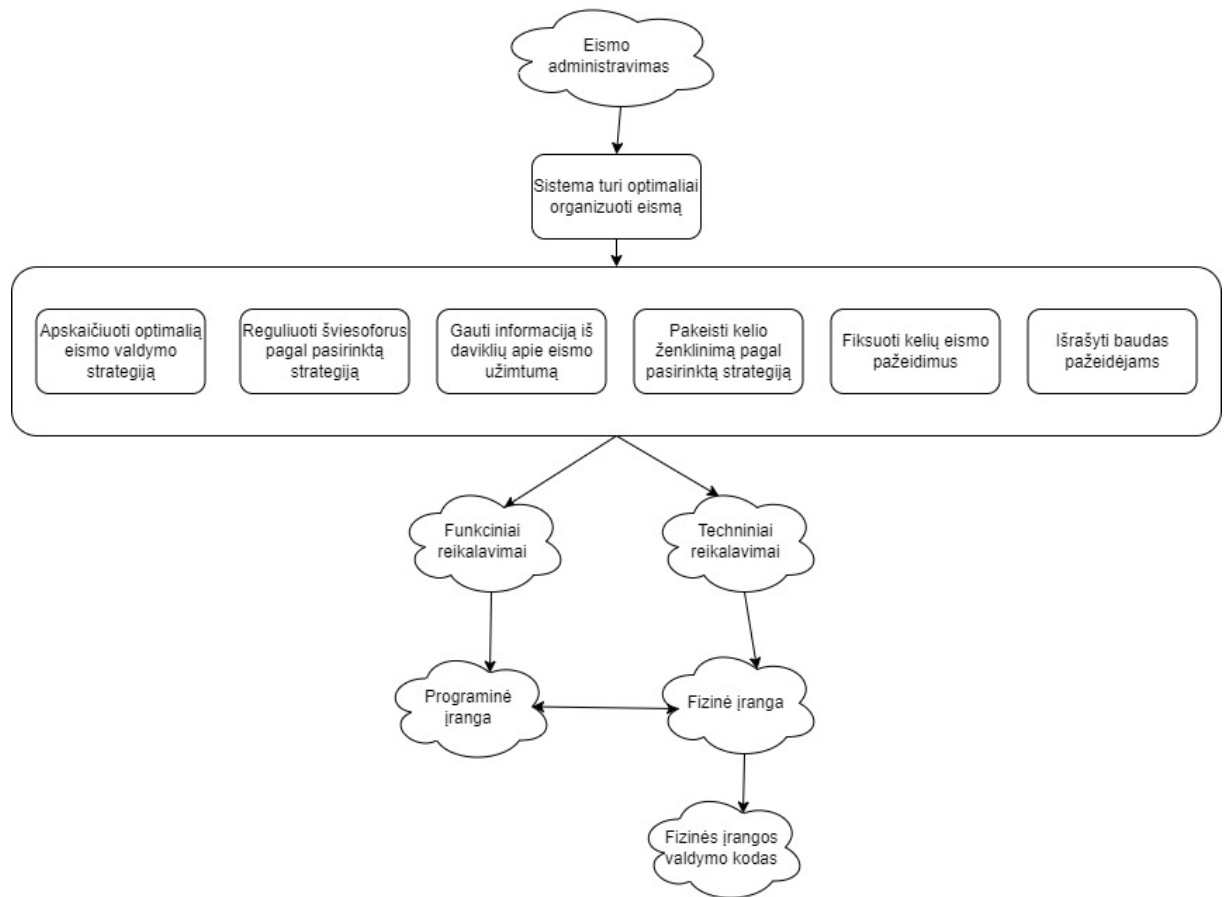 Eismo
administravimas
Sistema turi optimaliai
organizuoti eismą
Apskaičiuoti optimalią
eismo valdymo
strategiją
Reguliuoti šviesoforus
pagal pasirinktą
strategiją
Gauti informaciją iš
daviklių apie eismo
užimtumą
Pakeisti kelio
ženklinimą pagal
pasirinktą strategiją
Fiksuoti kelių eismo
pažeidimus
Išrašyti baudas
pažeidėjams
Funkciniai
reikalavimai
Techniniai
reikalavimai
Programinė
įranga
Fizinė įranga
Fizinės įrangos
valdymo kodas